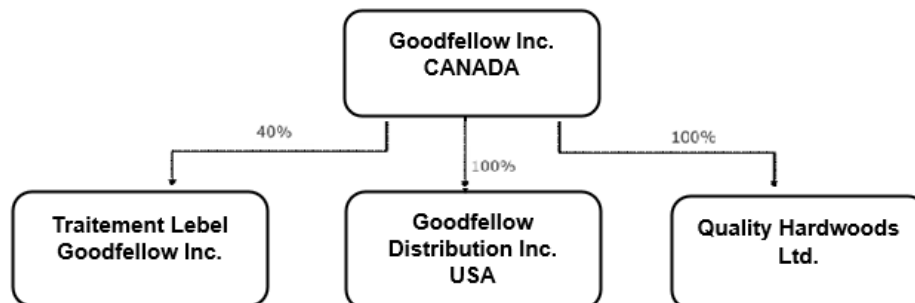 Goodfellow Inc.
CANADA
40%
100%
100%
Traitement Lebel
Goodfellow Inc.
Goodfellow
Distribution Inc.
USA
Quality Hardwoods
Ltd.